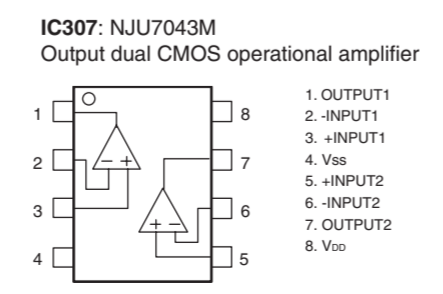 IC307: NJU7043M
Output dual CMOS operational amplifier
1
2
3
4
- +
+ -
8
7
6
5
1. OUTPUT1
2. -INPUT1
3. +INPUT1
4. Vss
5. +INPUT2
6. -INPUT2
7. OUTPUT2
8. VDD